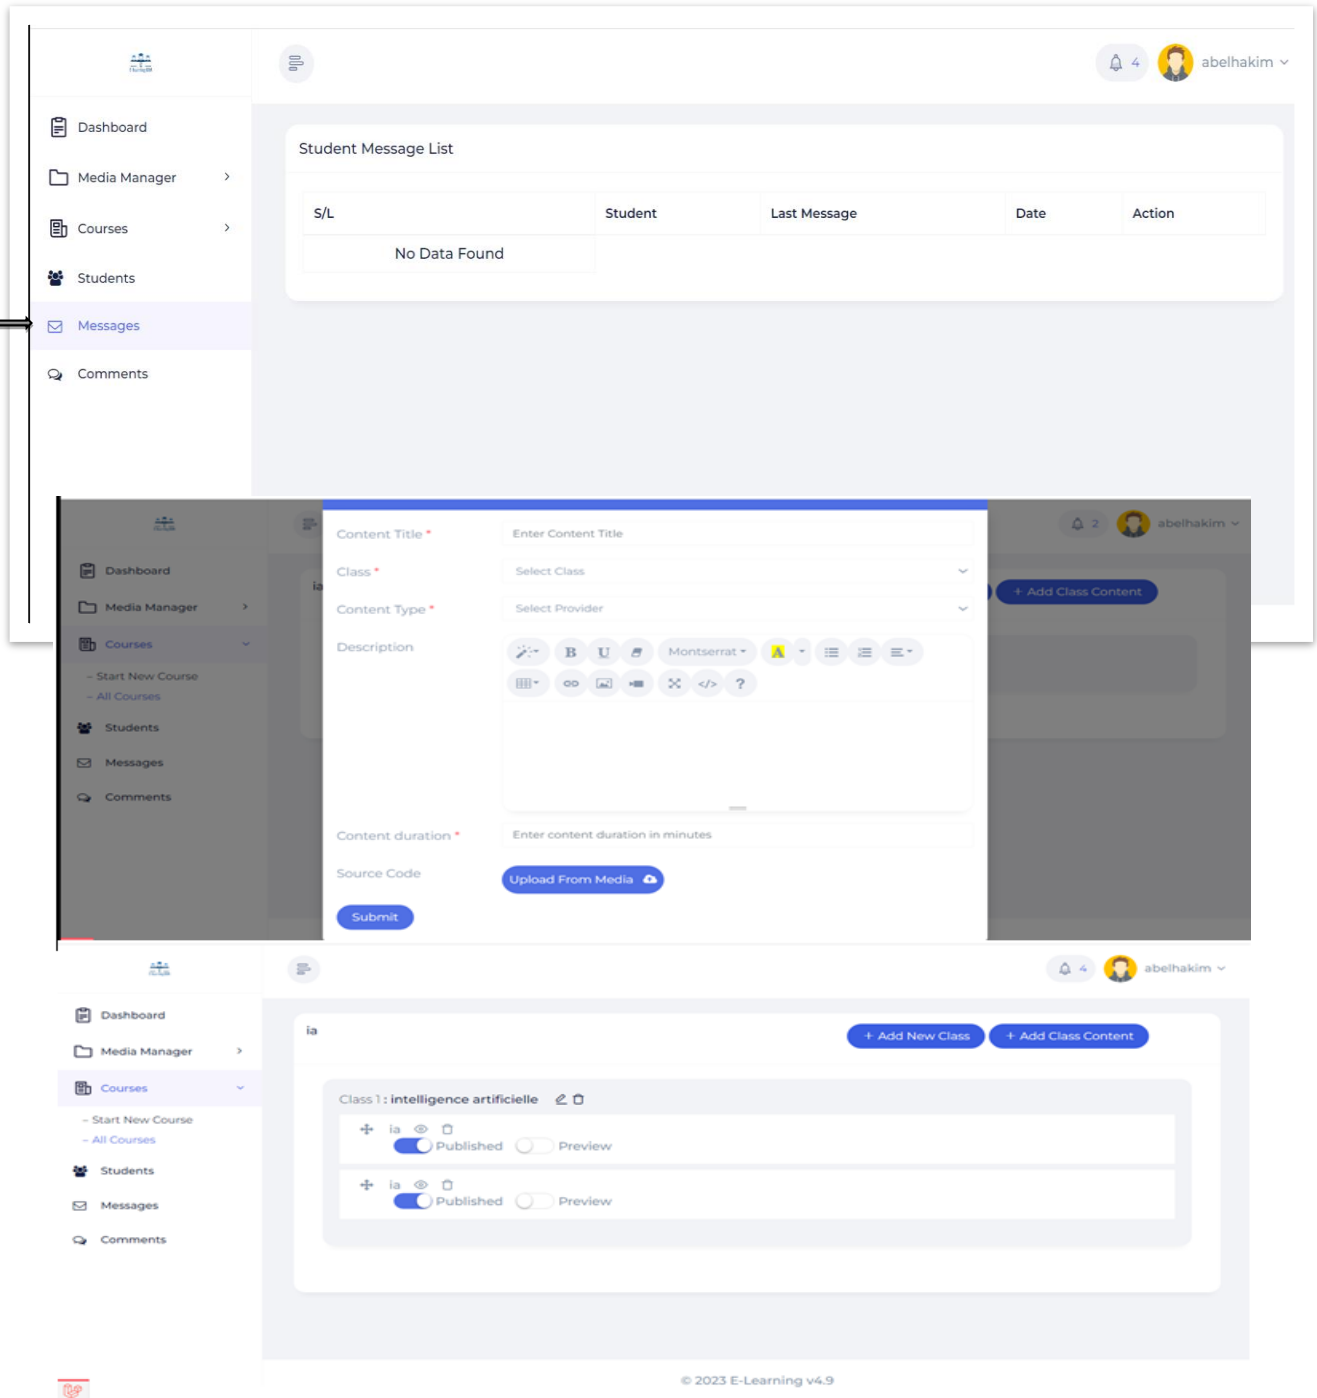 4 abelhakim
Dashboard
Media Manager
Courses
Students
Messages
Comments
Student Message List
S/L Student Last Message Date Action
No Data Found
2 abelhakim
Dashboard
Media Manager
Courses
- Start New Course
- All Courses
Students
Messages
Comments
ia
+ Add Class Content
Content Title * Enter Content Title
Class * Select Class
Content Type * Select Provider
Description
B U Montserrat A
</> ?
Content duration * Enter content duration in minutes
Source Code Upload From Media
Submit
4 abelhakim
Dashboard
Media Manager
Courses
- Start New Course
- All Courses
Students
Messages
Comments
ia + Add New Class + Add Class Content
Class 1 : intelligence artificielle
ia
Published Preview
ia
Published Preview
© 2023 E-Learning v4.9